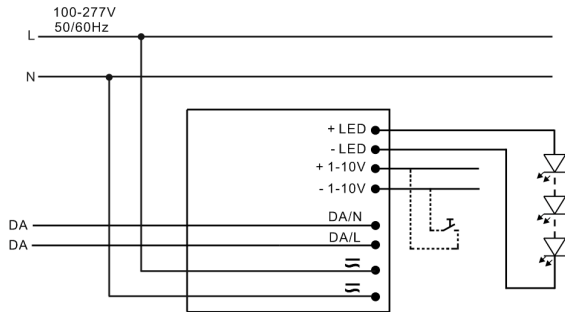 100-277V
50/60Hz
L
N
+ LED
- LED
+ 1-10V
- 1-10V
DA
DA/N
DA
DA/L